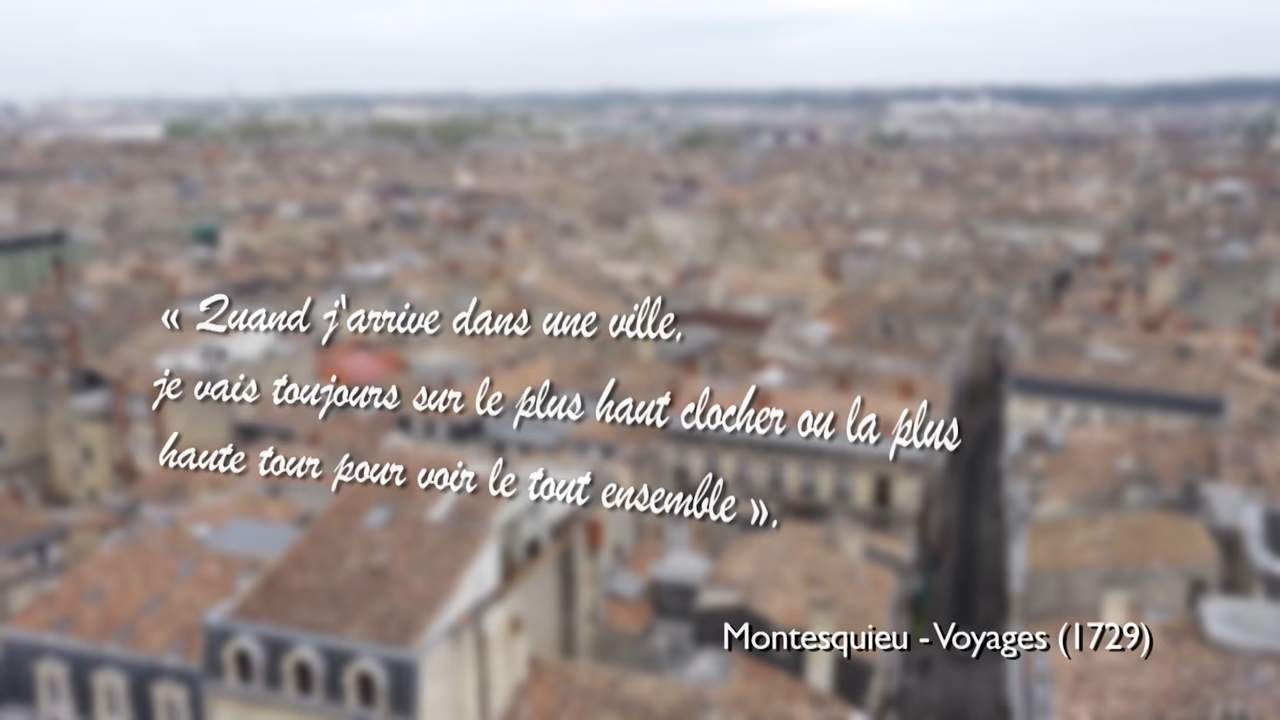 « Quand j'arrive dans une ville,
je vais toujours sur le plus haut clocher ou la plus
haute tour pour voir le tout ensemble ».
Montesquieu - Voyages (1729)